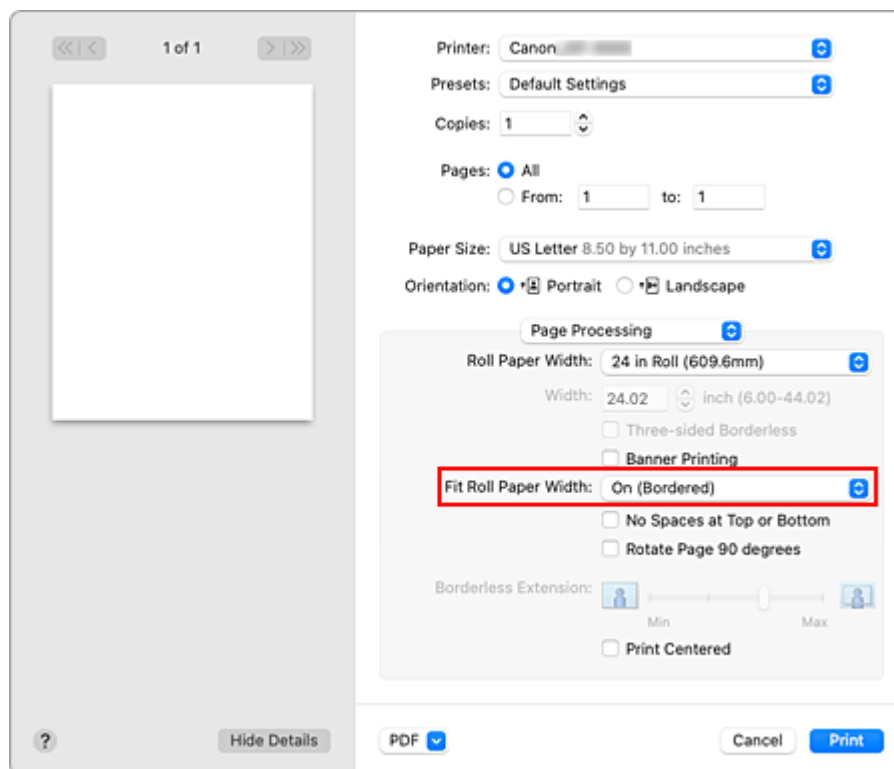 1 of 1
Printer: Canon
Presets: Default Settings
Copies: 1
Pages: All
From: 1 to: 1
Paper Size: US Letter 8.50 by 11.00 inches
Orientation: Portrait Landscape
Page Processing
Roll Paper Width: 24 in Roll (609.6mm)
Width: 24.02 inch (6.00-44.02)
Three-sided Borderless
Banner Printing
Fit Roll Paper Width: On (Bordered)
No Spaces at Top or Bottom
Rotate Page 90 degrees
Borderless Extension:
Min Max
Print Centered
? Hide Details PDF Cancel Print